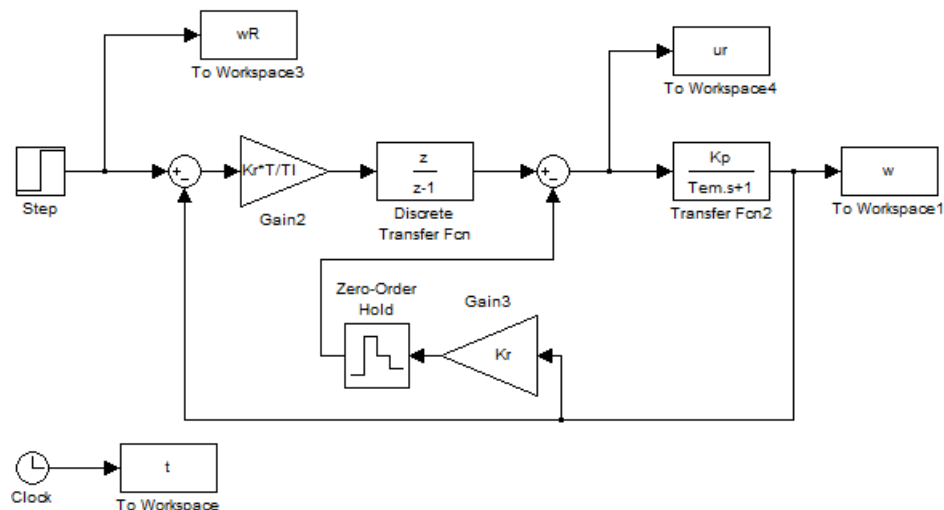 wR
To Workspace3
ur
To Workspace4
Step
+
-
Kr*T/TI
Gain2
z
z-1
Discrete
Transfer Fcn
+
-
Kp
Tem.s+1
Transfer Fcn2
w
To Workspace1
Zero-Order
Hold
Gain3
Kr
Clock
t
To Workspace